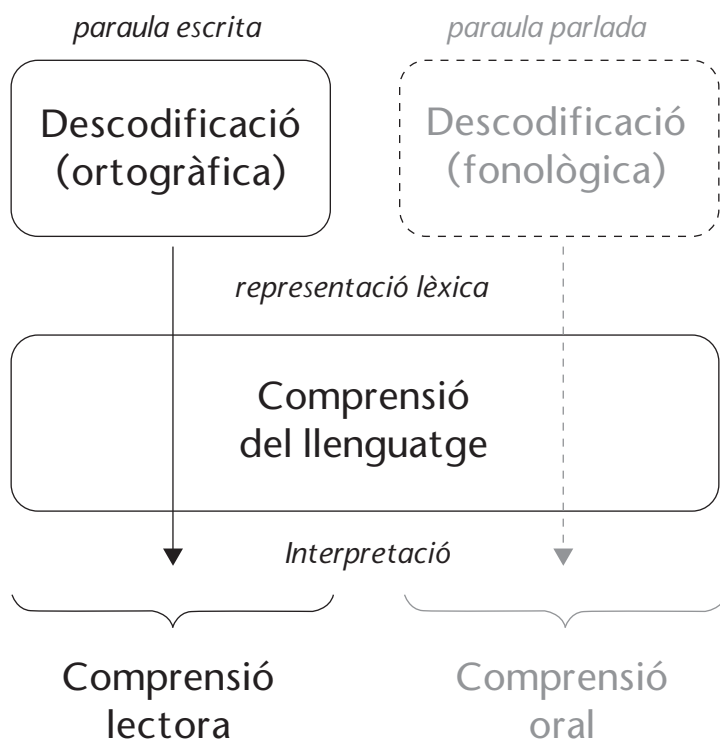 paraula escrita
paraula parlada
Descodificació
(ortogràfica)
Descodificació
(fonològica)
representació lèxica
Comprensió
del llenguatge
Interpretació
Comprensió
lectora
Comprensió
oral